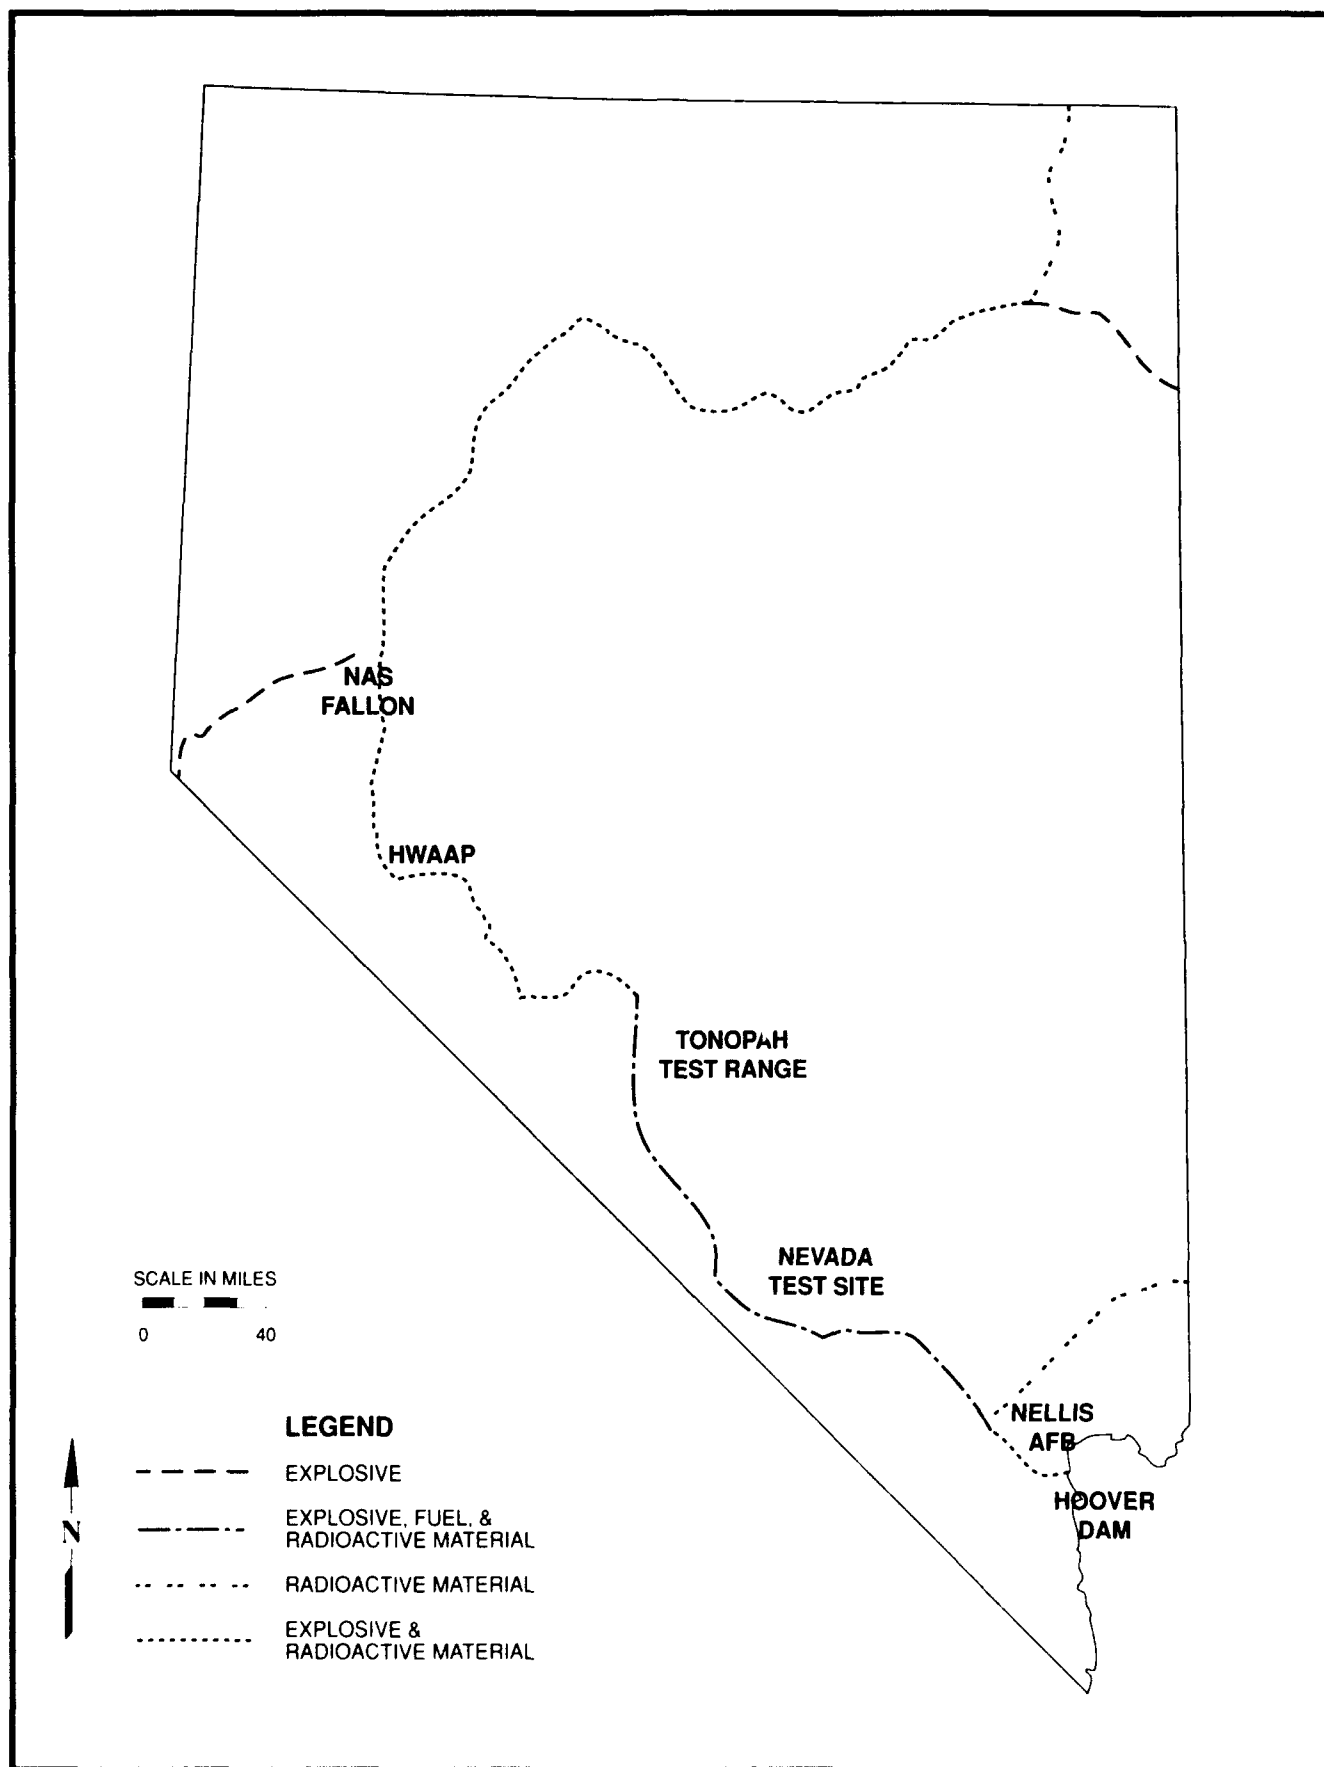 NAS
FALLON
HWAAP
TONOPAH
TEST RANGE
NEVADA
TEST SITE
SCALE IN MILES
0 40
NELLIS
AFB
HOOVER
DAM
LEGEND
EXPLOSIVE
EXPLOSIVE, FUEL, &
RADIOACTIVE MATERIAL
RADIOACTIVE MATERIAL
EXPLOSIVE &
RADIOACTIVE MATERIAL
N